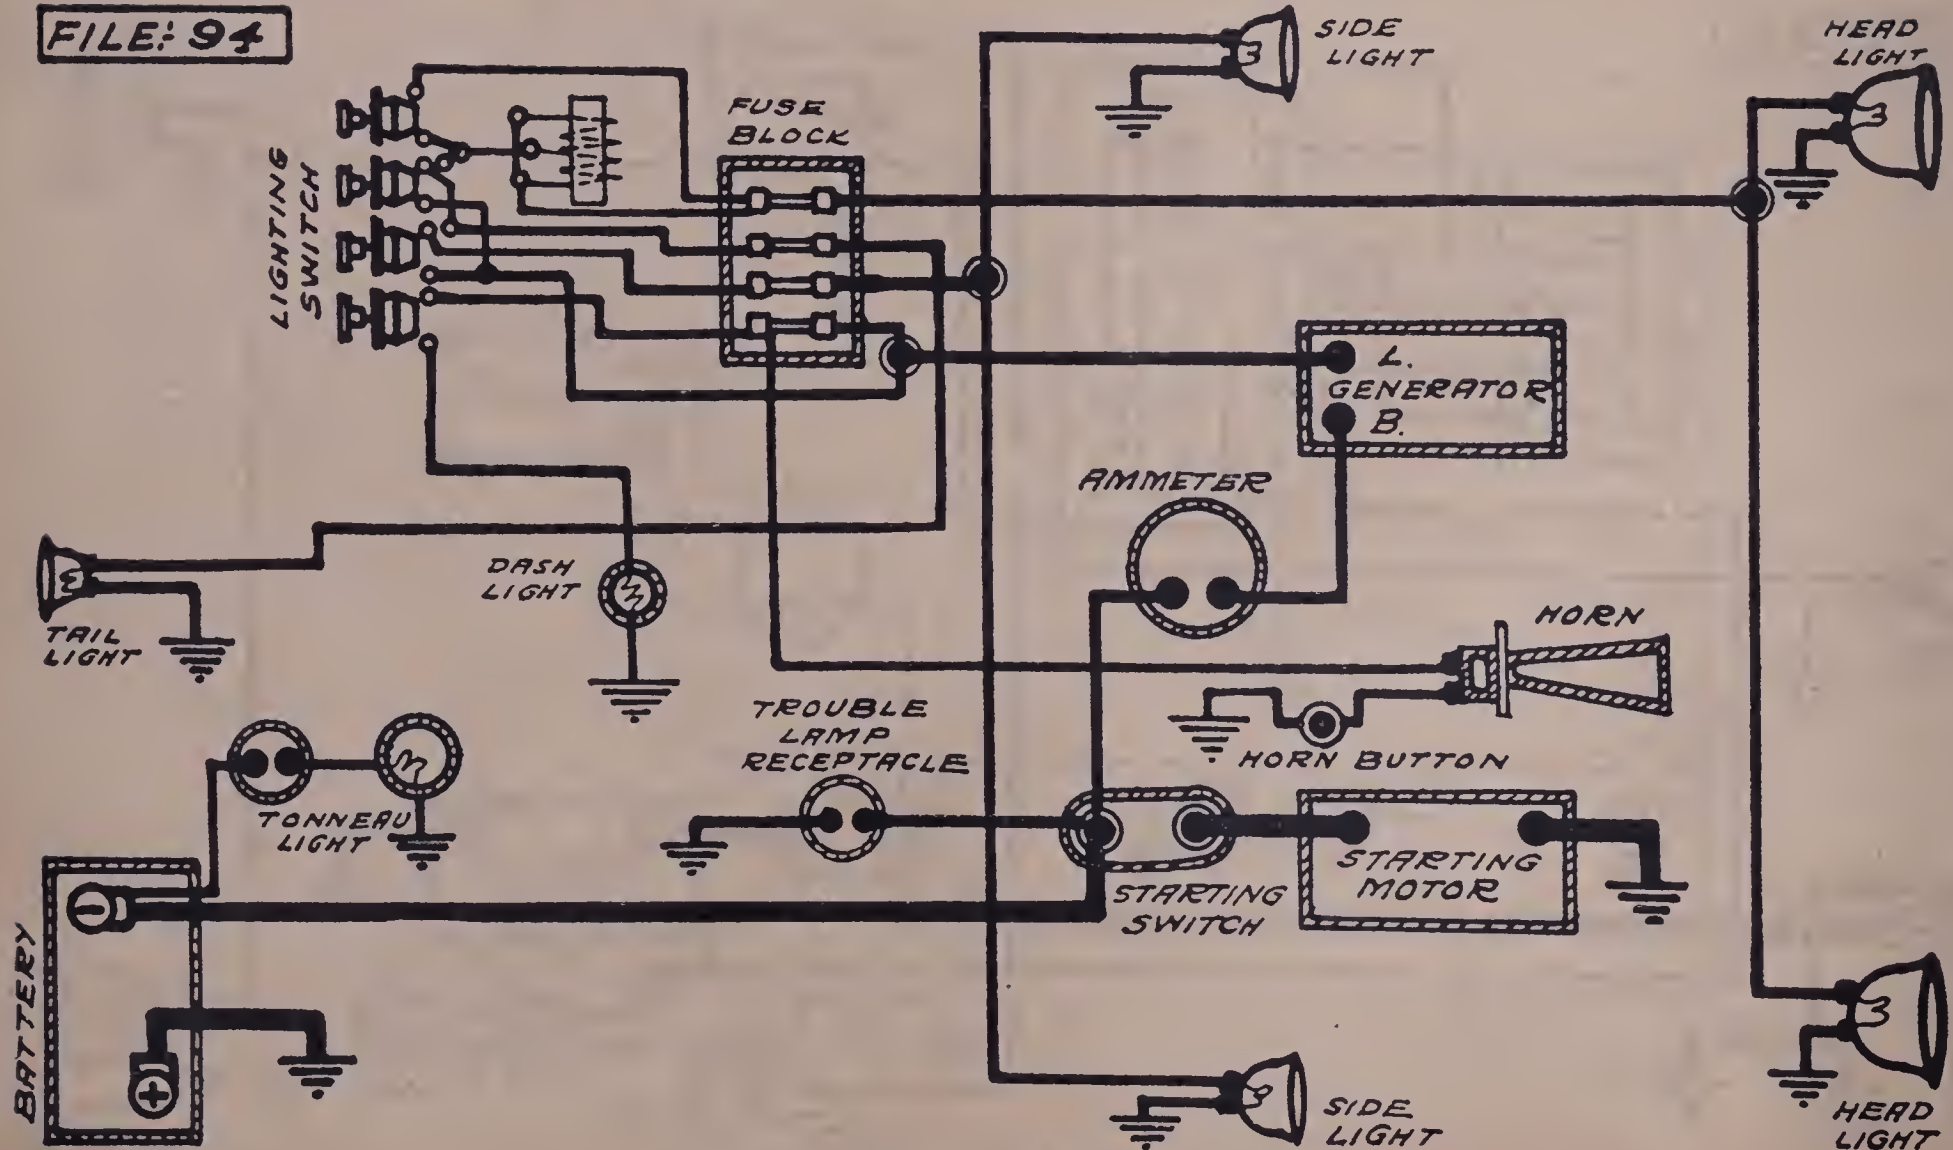 FILE: 94
SIDE
LIGHT
HEAD
LIGHT
FUSE
BLOCK
LIGHTING
SWITCH
L.
GENERATOR
B.
AMMETER
DASH
LIGHT
TAIL
LIGHT
HORN
TROUBLE
LAMP
RECEPTACLE
HORN BUTTON
TONNEAU
LIGHT
STARTING
SWITCH
STARTING
MOTOR
BATTERY
−
+
SIDE
LIGHT
HEAD
LIGHT